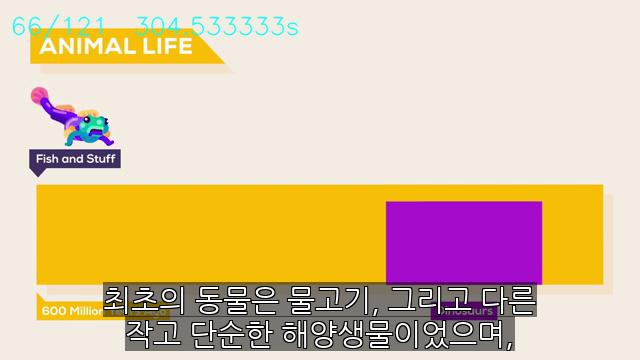 66/121 304.533333s
ANIMAL LIFE
Fish and Stuff
최초의 동물은 물고기, 그리고 다른
작고 단순한 해양생물이었으며,
600 Million
Dinosaurs